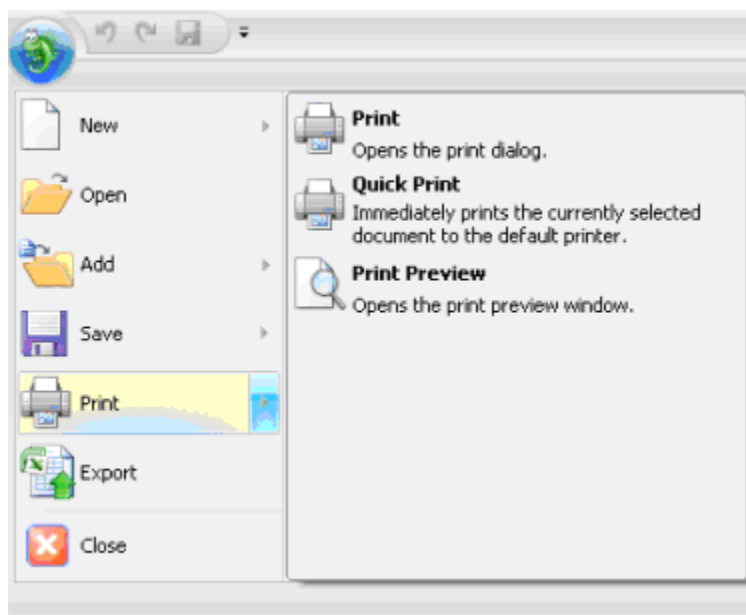 New
Open
Add
Save
Print
Export
Close
Print
Opens the print dialog.
Quick Print
Immediately prints the currently selected
document to the default printer.
Print Preview
Opens the print preview window.